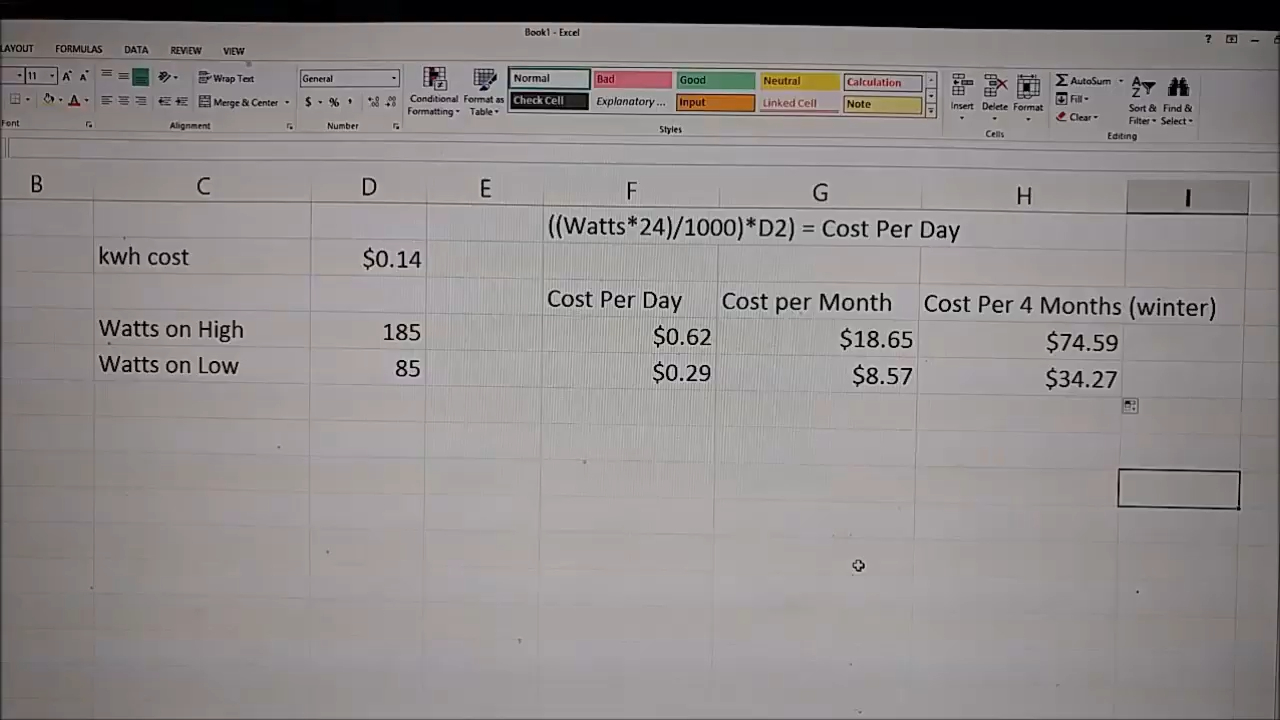 Book1 - Excel
LAYOUT FORMULAS DATA REVIEW VIEW
11 A A Wrap Text General Normal Bad Good Neutral Calculation AutoSum
Merge & Center $ % , Conditional Formatting Format as Table Check Cell Explanatory ... Input Linked Cell Note Insert Delete Format Fill Sort & Filter Find & Select
Clear
Font Alignment Number Styles Cells Editing
B C D E F G H I
((Watts*24)/1000)*D2) = Cost Per Day
kwh cost $0.14
Cost Per Day Cost per Month Cost Per 4 Months (winter)
Watts on High 185 $0.62 $18.65 $74.59
Watts on Low 85 $0.29 $8.57 $34.27